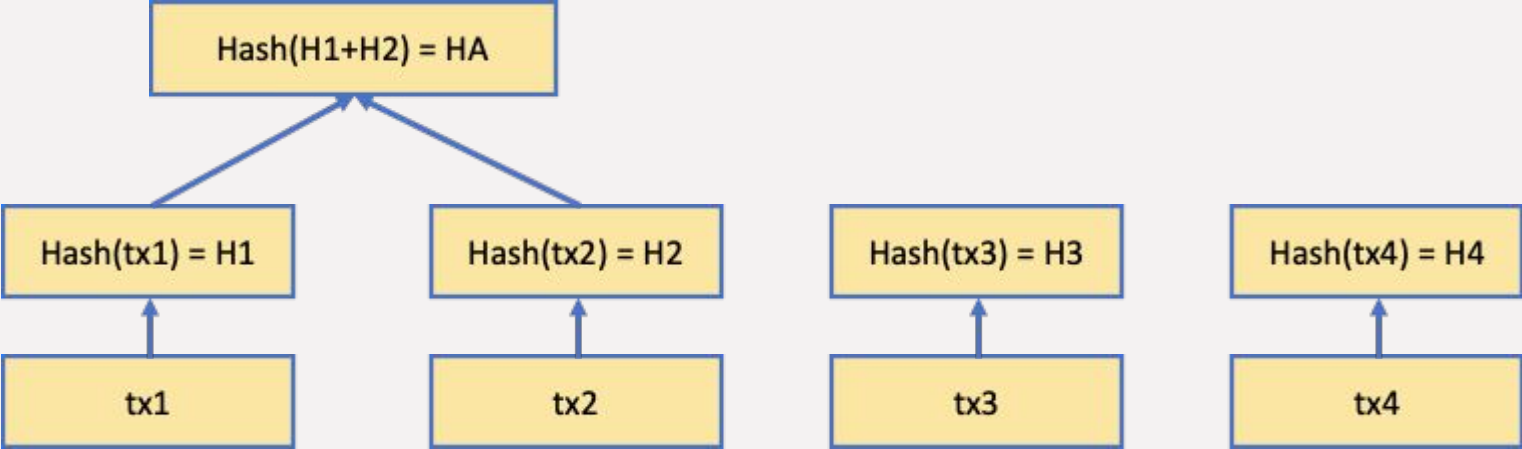 Hash(H1+H2) = HA
Hash(tx1) = H1
Hash(tx2) = H2
Hash(tx3) = H3
Hash(tx4) = H4
tx1
tx2
tx3
tx4